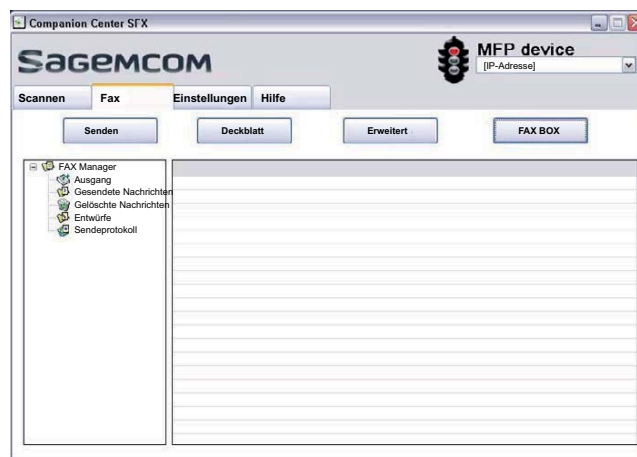 Companion Center SFX
Sagemcom
MFP device
[IP-Adresse]
Scannen Fax Einstellungen Hilfe
Senden Deckblatt Erweitert FAX BOX
FAX Manager
Ausgang
Gesendete Nachrichten
Gelöschte Nachrichten
Entwürfe
Sendeprotokoll